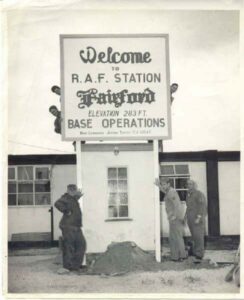 Welcome
TO
R.A.F. STATION
Fairford
ELEVATION 283 FT.
BASE OPERATIONS